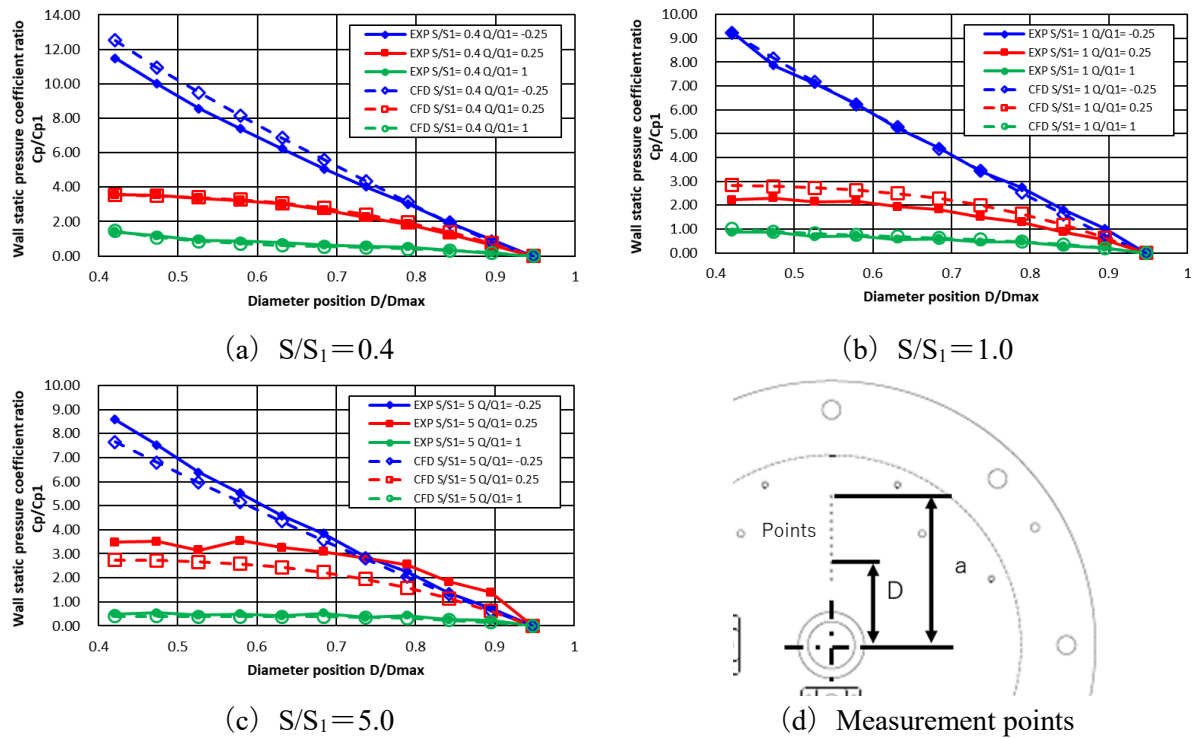 Wall static pressure coefficient ratio
Cp/Cp1
14.00
12.00
10.00
8.00
6.00
4.00
2.00
0.00
EXP S/S1= 0.4 Q/Q1= -0.25
EXP S/S1= 0.4 Q/Q1= 0.25
EXP S/S1= 0.4 Q/Q1= 1
CFD S/S1= 0.4 Q/Q1= -0.25
CFD S/S1= 0.4 Q/Q1= 0.25
CFD S/S1= 0.4 Q/Q1= 1
0.4 0.5 0.6 0.7 0.8 0.9 1
Diameter position D/Dmax
(a) S/S₁=0.4
Wall static pressure coefficient ratio
Cp/Cp1
10.00
9.00
8.00
7.00
6.00
5.00
4.00
3.00
2.00
1.00
0.00
EXP S/S1= 1 Q/Q1= -0.25
EXP S/S1= 1 Q/Q1= 0.25
EXP S/S1= 1 Q/Q1= 1
CFD S/S1= 1 Q/Q1= -0.25
CFD S/S1= 1 Q/Q1= 0.25
CFD S/S1= 1 Q/Q1= 1
0.4 0.5 0.6 0.7 0.8 0.9 1
Diameter position D/Dmax
(b) S/S₁=1.0
Wall static pressure coefficient ratio
Cp/Cp1
10.00
9.00
8.00
7.00
6.00
5.00
4.00
3.00
2.00
1.00
0.00
EXP S/S1= 5 Q/Q1= -0.25
EXP S/S1= 5 Q/Q1= 0.25
EXP S/S1= 5 Q/Q1= 1
CFD S/S1= 5 Q/Q1= -0.25
CFD S/S1= 5 Q/Q1= 0.25
CFD S/S1= 5 Q/Q1= 1
0.4 0.5 0.6 0.7 0.8 0.9 1
Diameter position D/Dmax
(c) S/S₁=5.0
Points
D
a
(d) Measurement points